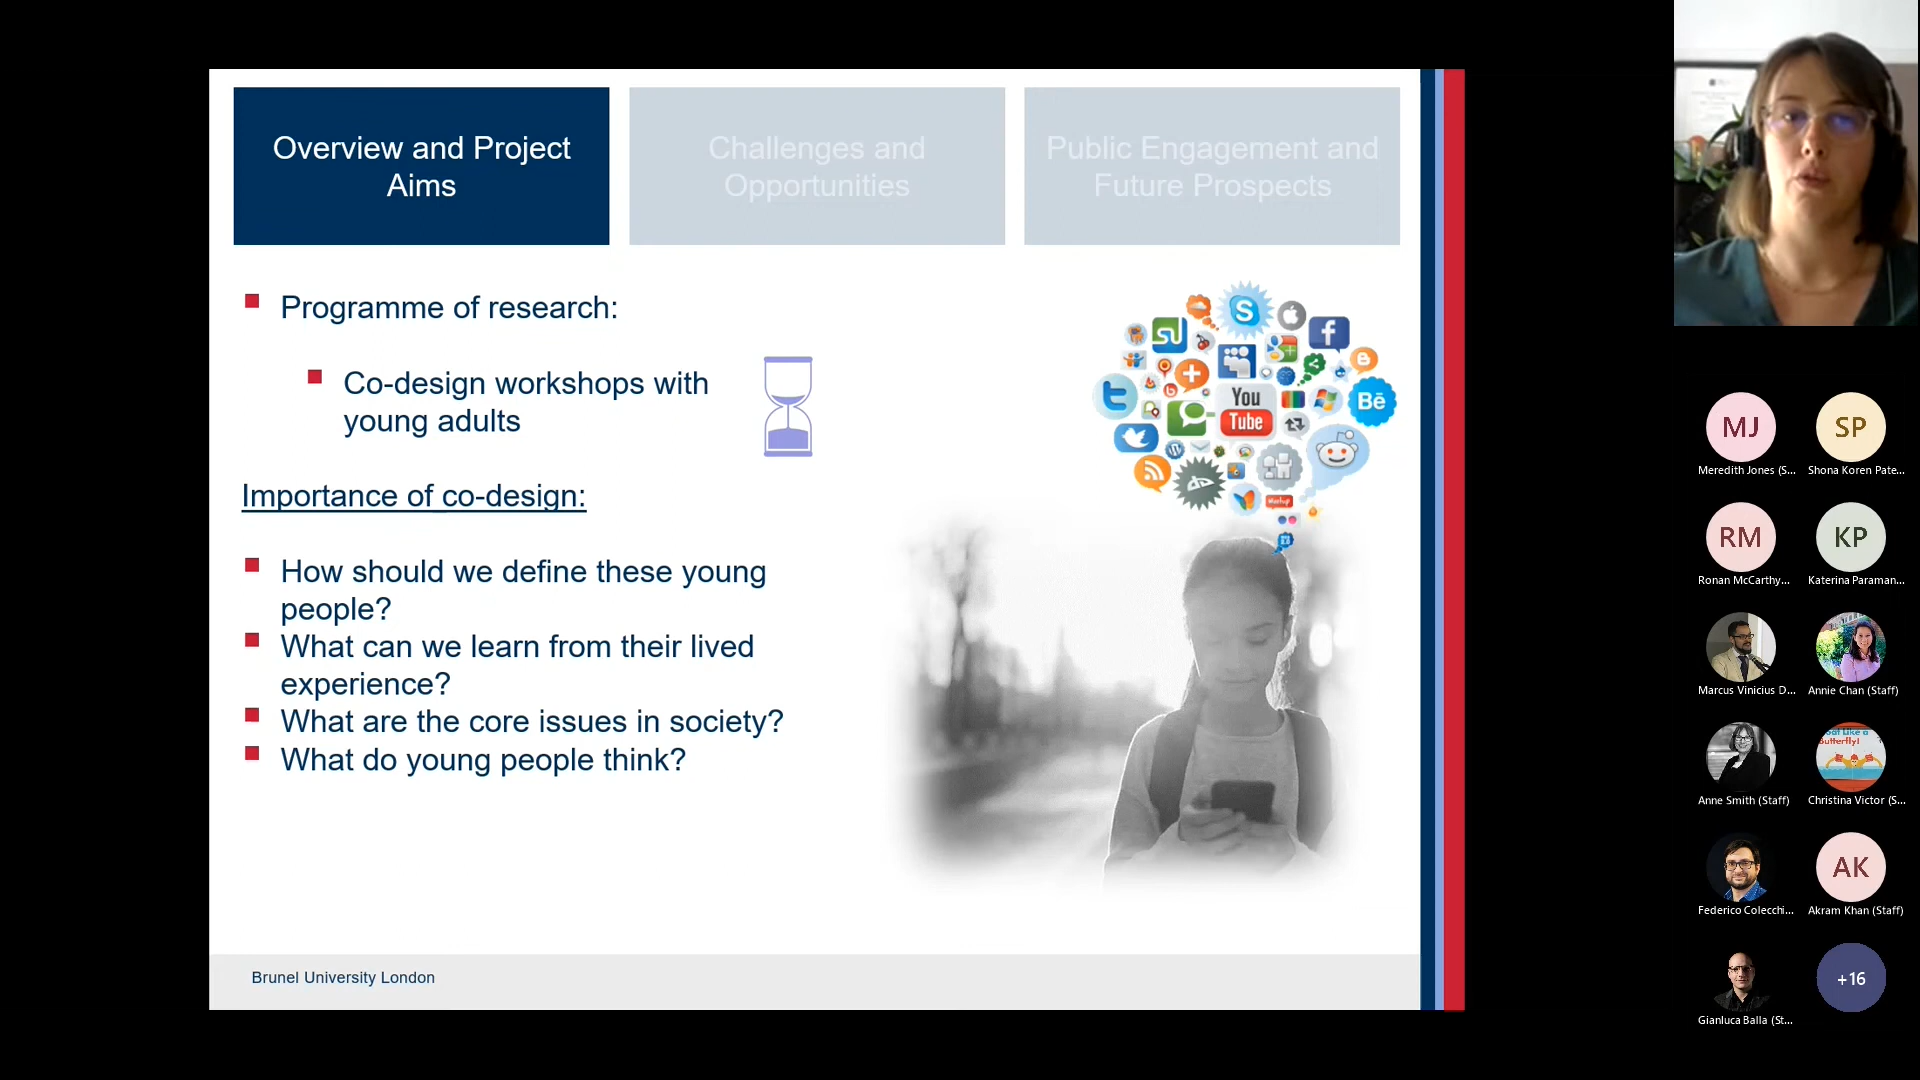 Overview and Project
Aims
Challenges and
Opportunities
Public Engagement and
Future Prospects
Programme of research:
Co-design workshops with
young adults
Importance of co-design:
How should we define these young
people?
What can we learn from their lived
experience?
What are the core issues in society?
What do young people think?
You
Tube
Bē
Brunel University London
MJ
Meredith Jones (S...
SP
Shona Koren Pate...
RM
Ronan McCarthy...
KP
Katerina Paraman...
Marcus Vinicius D...
Annie Chan (Staff)
Anne Smith (Staff)
Butterfly!
Christina Victor (S...
Federico Colecchi...
AK
Akram Khan (Staff)
Gianluca Balla (St...
+16